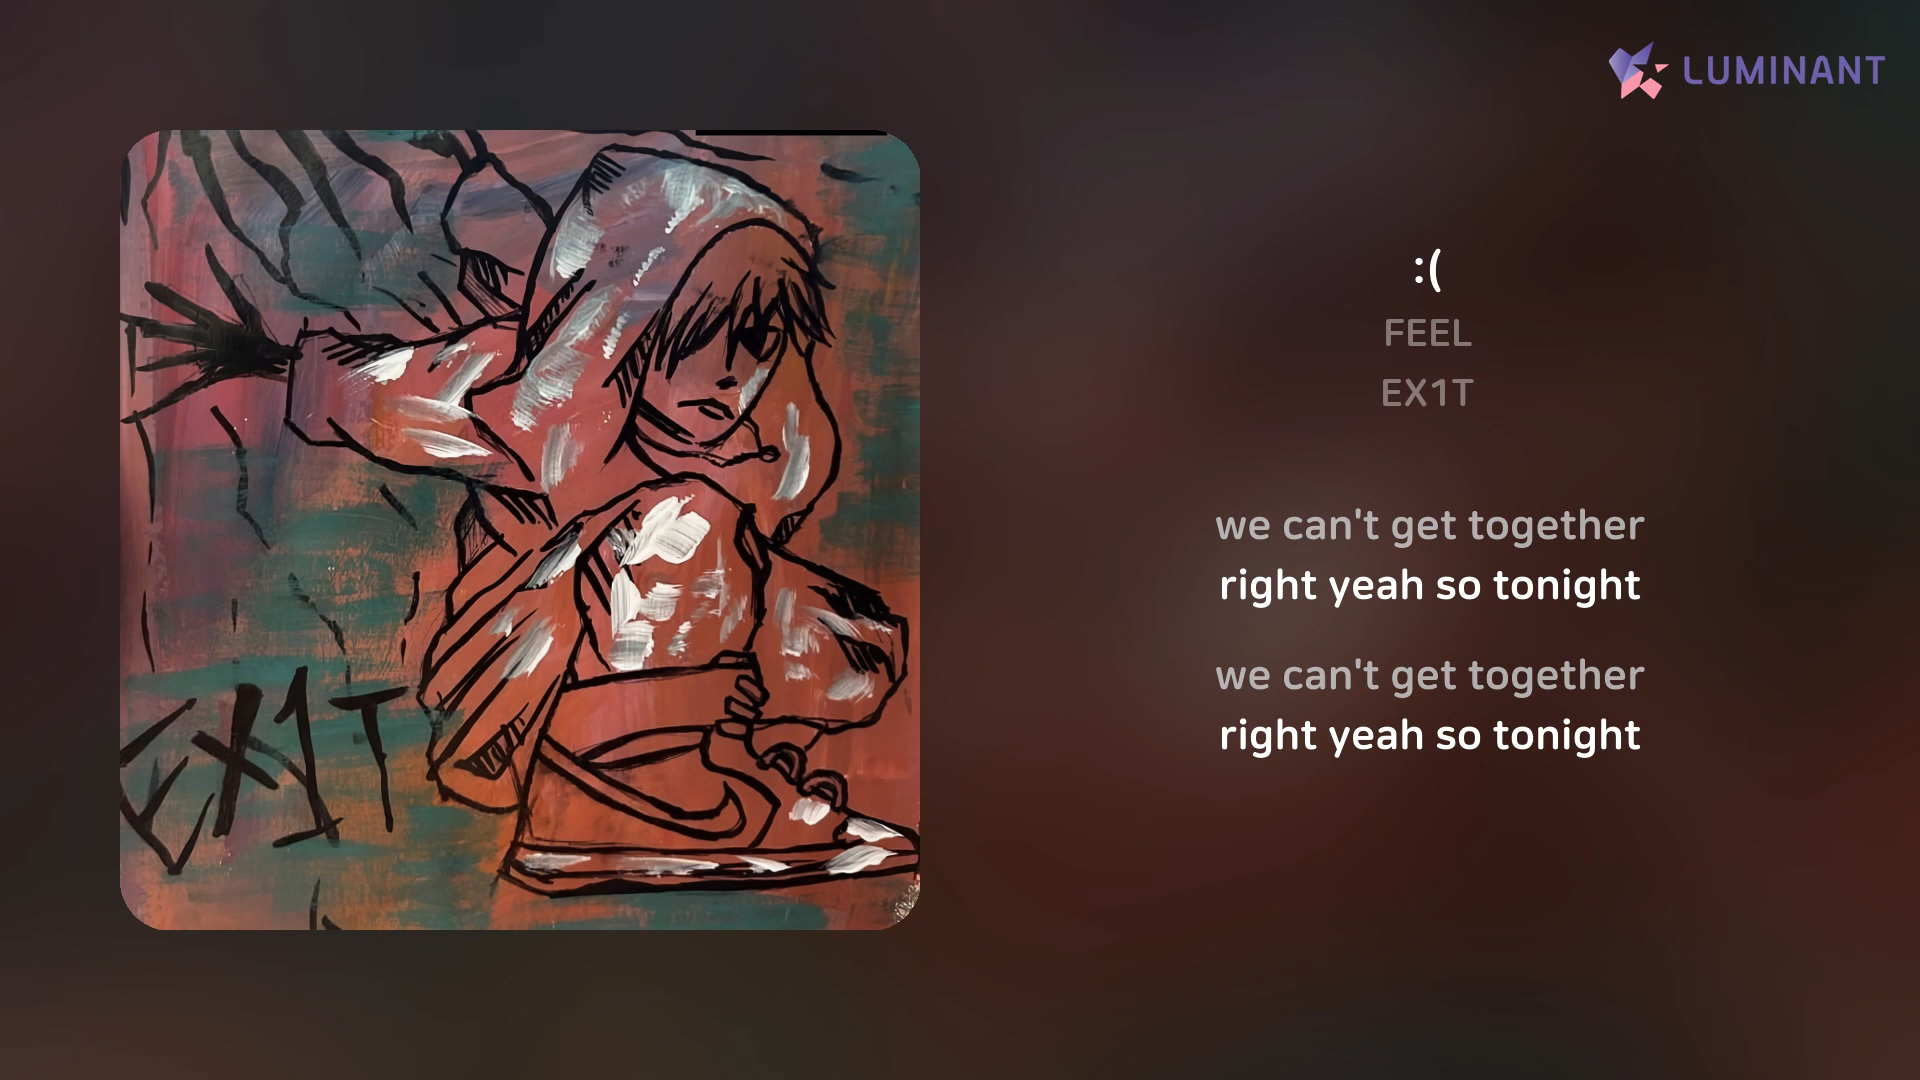 LUMINANT
:(
FEEL
EX1T
we can't get together
right yeah so tonight
we can't get together
right yeah so tonight
EX1T